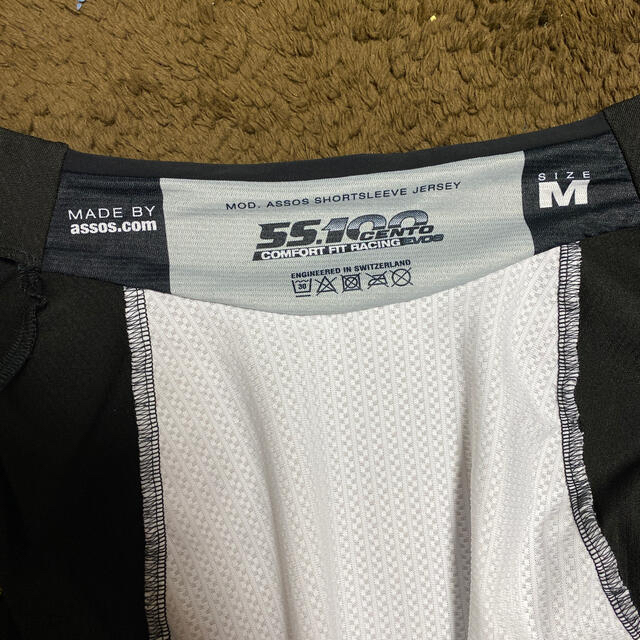 MOD. ASSOS SHORTSLEEVE JERSEY
MADE BY
assos.com
SS.100
CENTO
COMFORT FIT RACING EVO8
ENGINEERED IN SWITZERLAND
30
SIZE
M